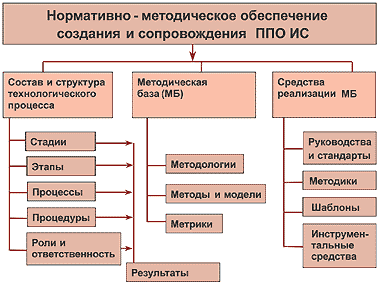 Нормативно - методическое обеспечение
создания и сопровождения ППО ИС
Состав и структура
технологического
процесса
Стадии
Этапы
Процессы
Процедуры
Роли и
ответственность
Результаты
Методическая
база (МБ)
Методологии
Методы и модели
Метрики
Средства
реализации МБ
Руководства
и стандарты
Методики
Шаблоны
Инструмен-
тальные
средства